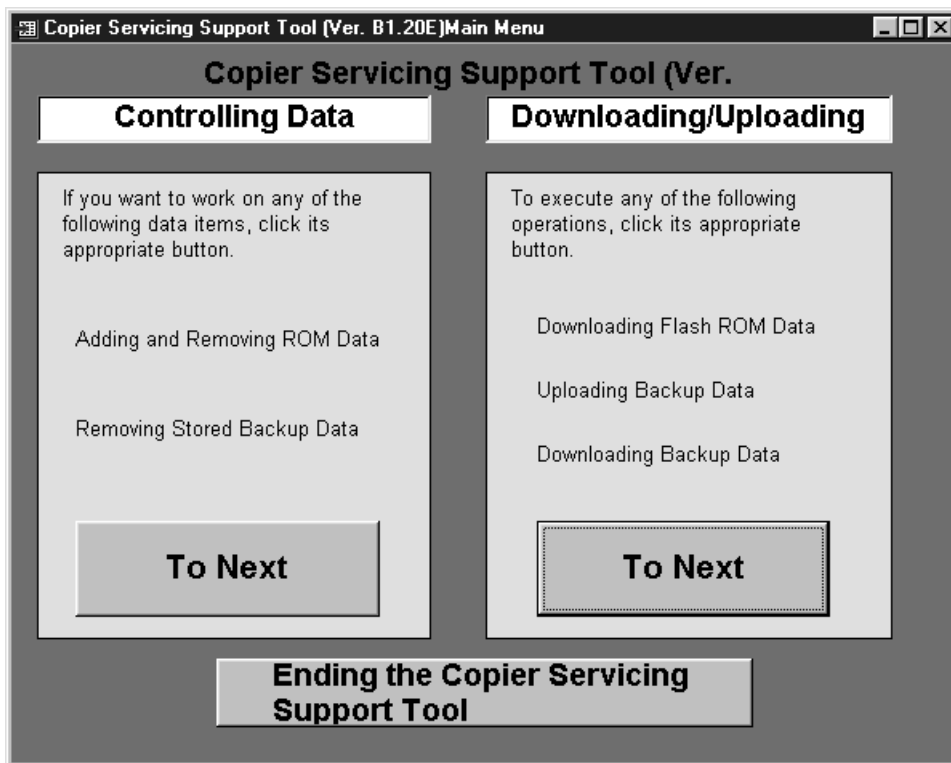 Copier Servicing Support Tool (Ver. B1.20E)Main Menu
Copier Servicing Support Tool (Ver.
Controlling Data
If you want to work on any of the
following data items, click its
appropriate button.
Adding and Removing ROM Data
Removing Stored Backup Data
To Next
Downloading/Uploading
To execute any of the following
operations, click its appropriate
button.
Downloading Flash ROM Data
Uploading Backup Data
Downloading Backup Data
To Next
Ending the Copier Servicing
Support Tool